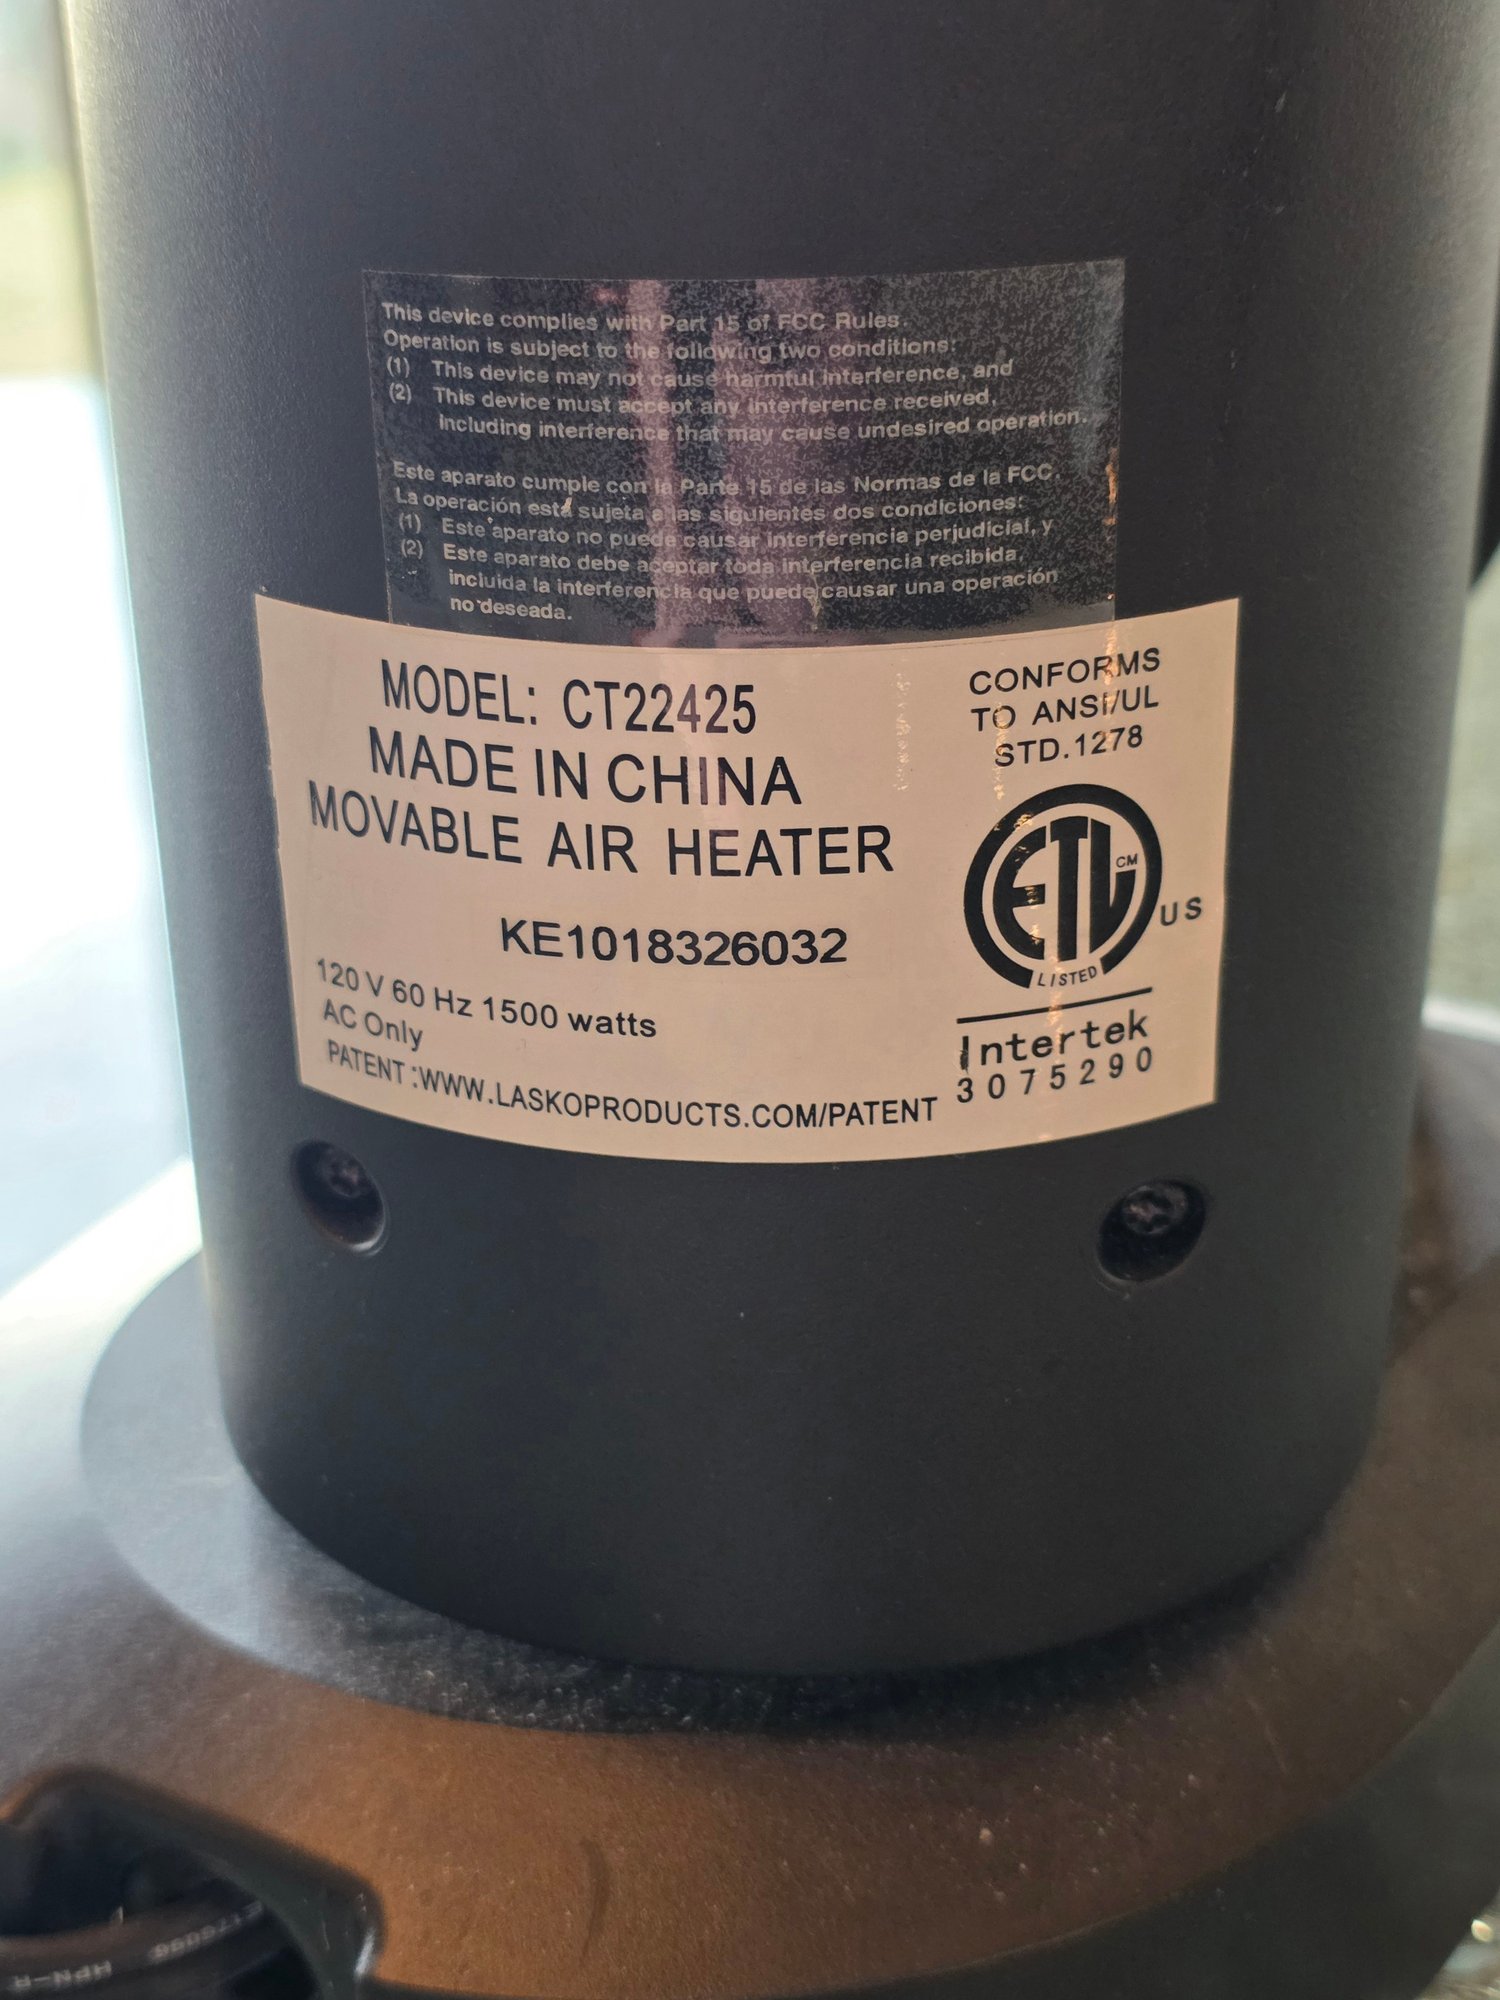 This device complies with Part 15 of FCC Rules.
Operation is subject to the following two conditions:
(1) This device may not cause harmful interference, and
(2) This device must accept any interference received,
including interference that may cause undesired operation.
Este aparato cumple con la Parte 15 de las Normas de la FCC.
La operación está sujeta a las siguientes dos condiciones:
(1) Este aparato no puede causar interferencia perjudicial, y
(2) Este aparato debe aceptar toda interferencia recibida,
incluida la interferencia que puede causar una operación
no deseada.
MODEL: CT22425
MADE IN CHINA
MOVABLE AIR HEATER
KE1018326032
120 V 60 Hz 1500 watts
AC Only
PATENT:WWW.LASKOPRODUCTS.COM/PATENT
CONFORMS
TO ANSI/UL
STD.1278
ETL CM
US
LISTED
Intertek
3075290
HPN-R